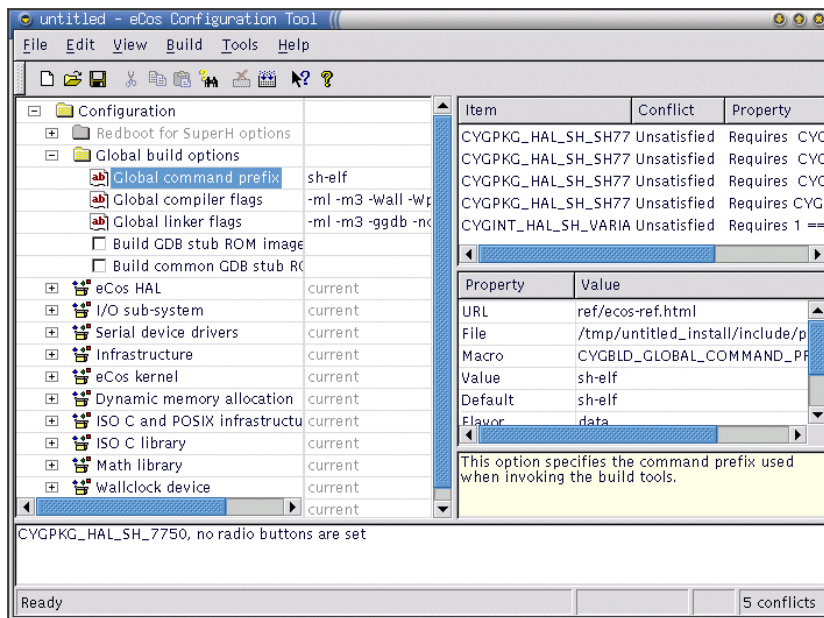 untitled - eCos Configuration Tool
File Edit View Build Tools Help
Configuration
Redboot for SuperH options
Global build options
Global command prefix sh-elf
Global compiler flags -ml -m3 -Wall -Wp
Global linker flags -ml -m3 -ggdb -no
Build GDB stub ROM image
Build common GDB stub RO
eCos HAL current
I/O sub-system current
Serial device drivers current
Infrastructure current
eCos kernel current
Dynamic memory allocation current
ISO C and POSIX infrastructu current
ISO C library current
Math library current
Wallclock device current
current
Item Conflict Property
CYGPKG_HAL_SH_SH77 Unsatisfied Requires CYG
CYGPKG_HAL_SH_SH77 Unsatisfied Requires CYG
CYGPKG_HAL_SH_SH77 Unsatisfied Requires CYG
CYGPKG_HAL_SH_SH77 Unsatisfied Requires CYG
CYGINT_HAL_SH_VARIA Unsatisfied Requires 1 ==
Property Value
URL ref/ecos-ref.html
File /tmp/untitled_install/include/p
Macro CYGBLD_GLOBAL_COMMAND_PR
Value sh-elf
Default sh-elf
Flavor data
This option specifies the command prefix used
when invoking the build tools.
CYGPKG_HAL_SH_7750, no radio buttons are set
Ready 5 conflicts